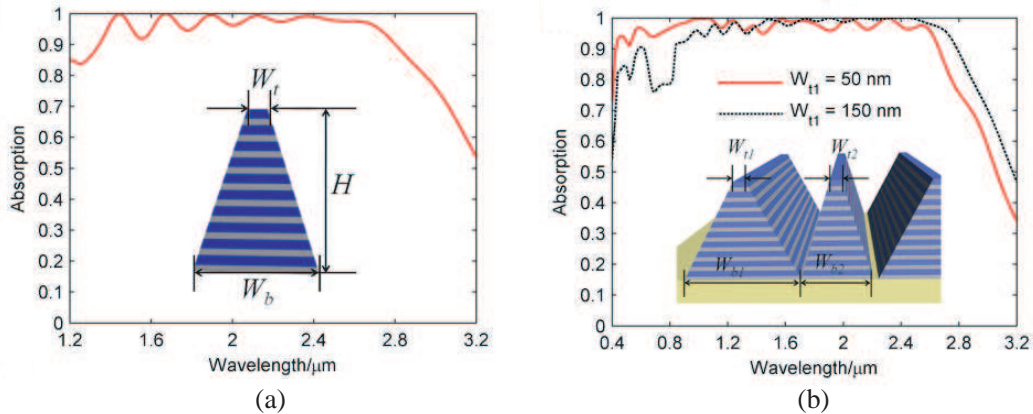 (a)
1
0.9
0.8
0.7
0.6
0.5
0.4
0.3
0.2
0.1
0
Absorption
1.2 1.6 2 2.4 2.8 3.2
Wavelength/μm
W_t
H
W_b
(a)
(b)
1
0.9
0.8
0.7
0.6
0.5
0.4
0.3
0.2
0.1
0
Absorption
0.4 0.8 1.2 1.6 2 2.4 2.8 3.2
Wavelength/μm
W_t1 = 50 nm
W_t1 = 150 nm
W_t1
W_t2
W_b1
W_b2
(b)